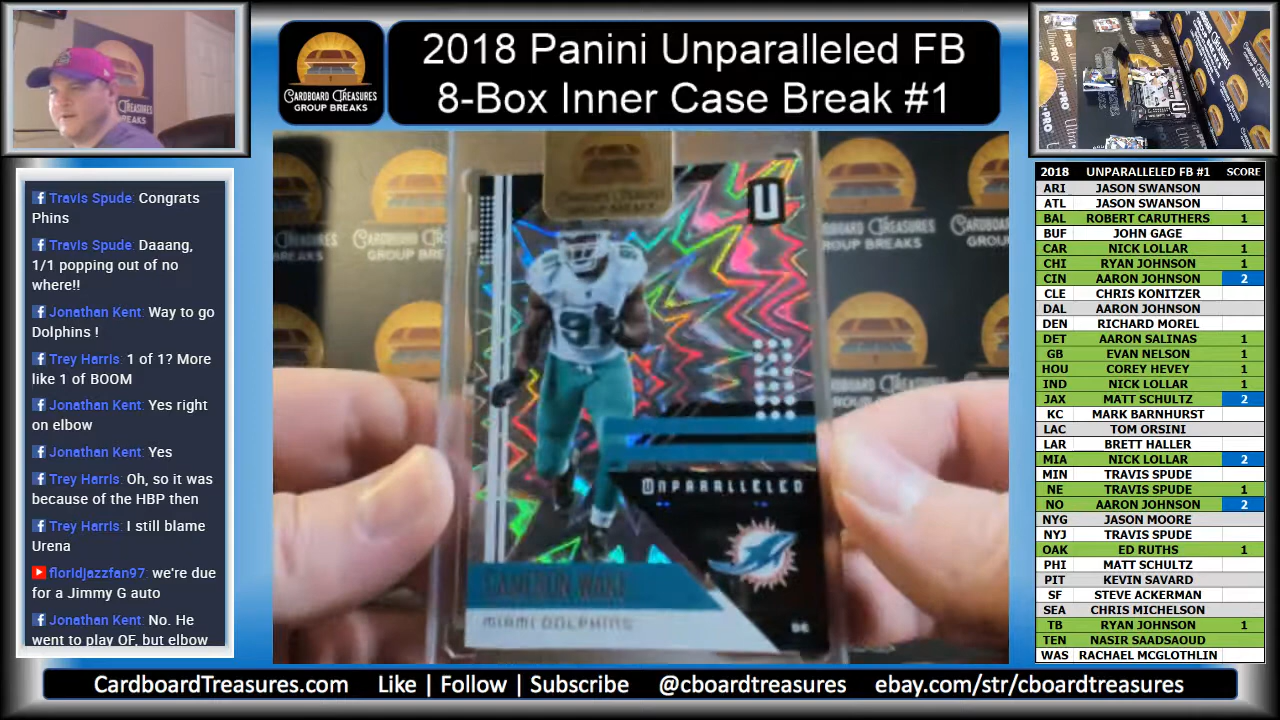 2018 Panini Unparalleled FB
8-Box Inner Case Break #1
CARDBOARD TREASURES
GROUP BREAKS
Travis Spude: Congrats
Phins
Travis Spude: Daaang,
1/1 popping out of no
where!!
Jonathan Kent: Way to go
Dolphins !
Trey Harris: 1 of 1? More
like 1 of BOOM
Jonathan Kent: Yes right
on elbow
Jonathan Kent: Yes
Trey Harris: Oh, so it was
because of the HBP then
Trey Harris: I still blame
Urena
floridjazzfan97: we're due
for a Jimmy G auto
Jonathan Kent: No. He
went to play OF, but elbow
U
UNPARALLELED
CAMERON WAKE
MIAMI DOLPHINS
DE
2018 UNPARALLELED FB #1 SCORE
ARI JASON SWANSON
ATL JASON SWANSON
BAL ROBERT CARUTHERS 1
BUF JOHN GAGE
CAR NICK LOLLAR 1
CHI RYAN JOHNSON 1
CIN AARON JOHNSON 2
CLE CHRIS KONITZER
DAL AARON JOHNSON
DEN RICHARD MOREL
DET AARON SALINAS 1
GB EVAN NELSON 1
HOU COREY HEVEY 1
IND NICK LOLLAR 1
JAX MATT SCHULTZ 2
KC MARK BARNHURST
LAC TOM ORSINI
LAR BRETT HALLER
MIA NICK LOLLAR 2
MIN TRAVIS SPUDE
NE TRAVIS SPUDE 1
NO AARON JOHNSON 2
NYG JASON MOORE
NYJ TRAVIS SPUDE
OAK ED RUTHS 1
PHI MATT SCHULTZ
PIT KEVIN SAVARD
SF STEVE ACKERMAN
SEA CHRIS MICHELSON
TB RYAN JOHNSON 1
TEN NASIR SAADSAOUD
WAS RACHAEL MCGLOTHLIN
CardboardTreasures.com Like | Follow | Subscribe @cboardtreasures ebay.com/str/cboardtreasures